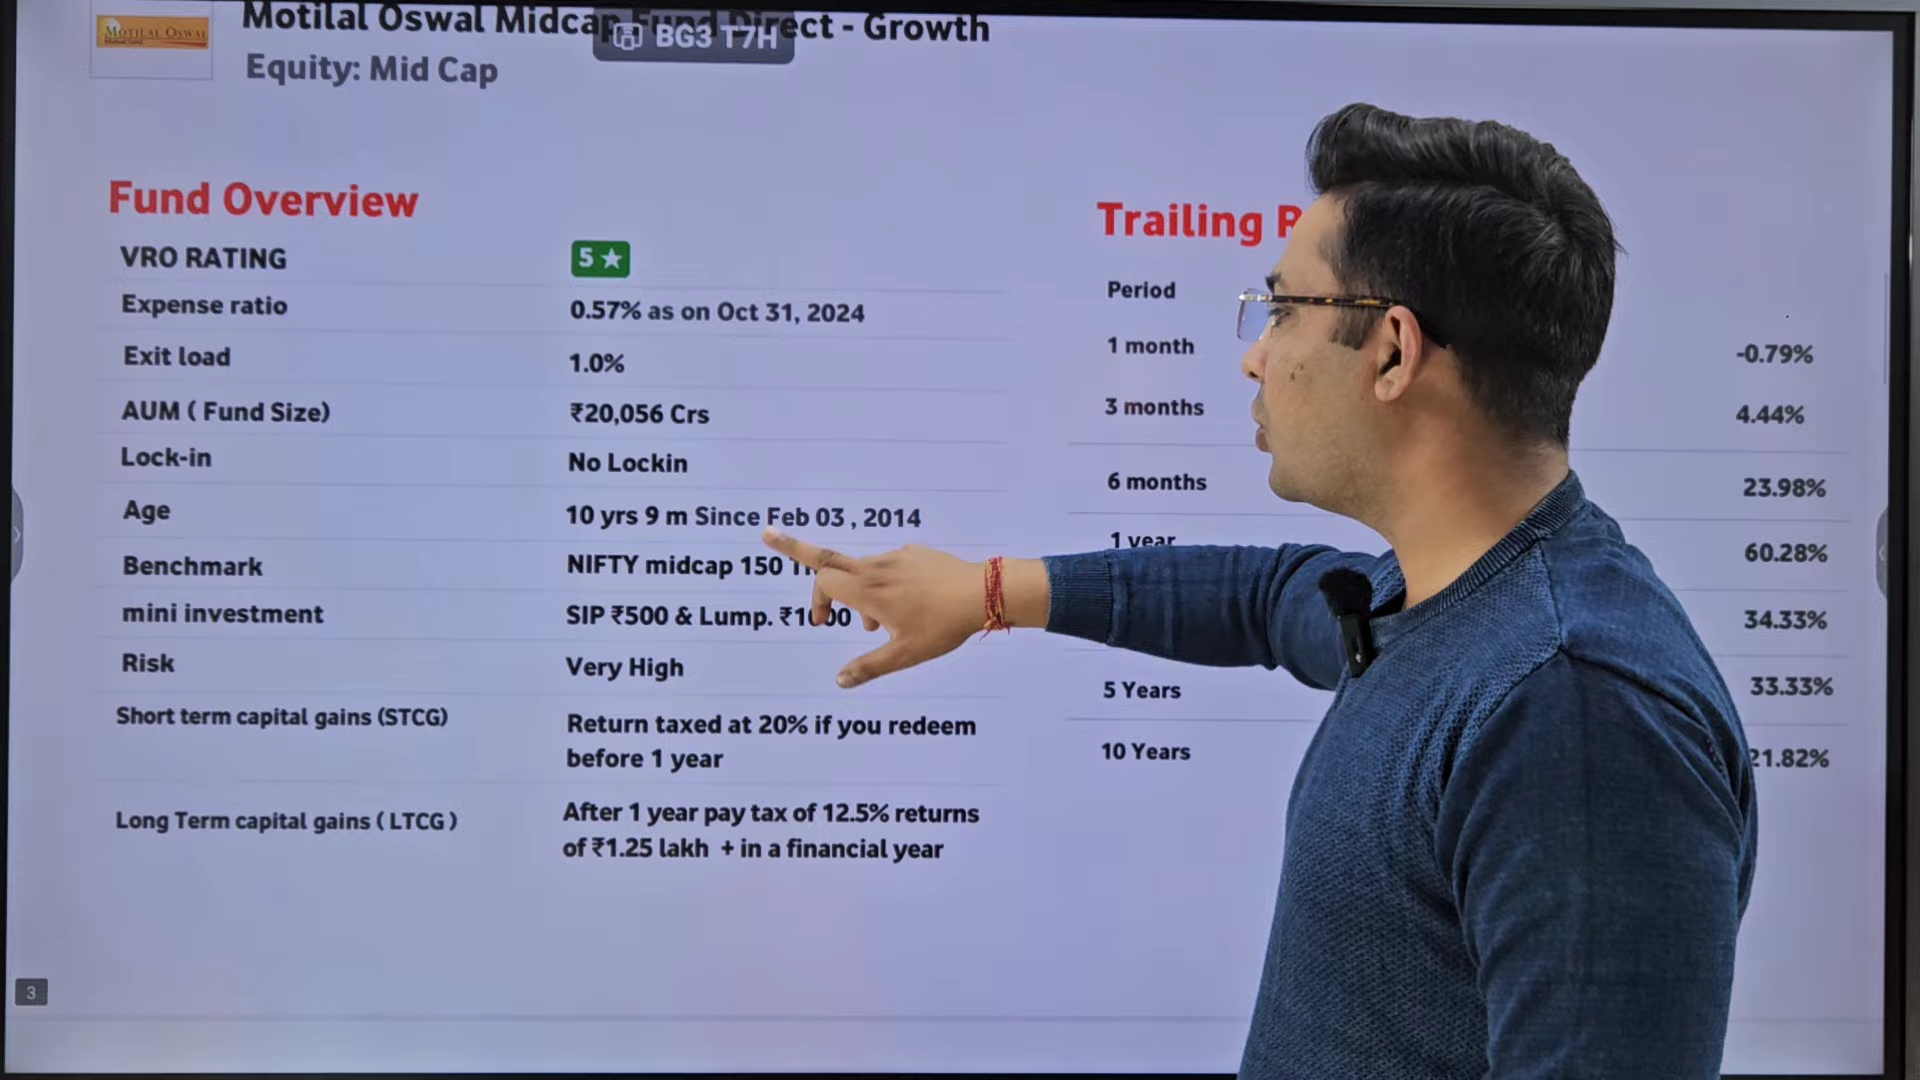 MOTILAL OSWAL
Motilal Oswal Midcap Fund Direct - Growth
BG3 T7H
Equity: Mid Cap
Fund Overview
VRO RATING 5★
Expense ratio 0.57% as on Oct 31, 2024
Exit load 1.0%
AUM ( Fund Size) ₹20,056 Crs
Lock-in No Lockin
Age 10 yrs 9 m Since Feb 03 , 2014
Benchmark NIFTY midcap 150
mini investment SIP ₹500 & Lump.
Risk Very High
Short term capital gains (STCG) Return taxed at 20% if you redeem
before 1 year
Long Term capital gains ( LTCG ) After 1 year pay tax of 12.5% returns
of ₹1.25 lakh + in a financial year
Trailing
Period
1 month -0.79%
3 months 4.44%
6 months 23.98%
1 year 60.28%
34.33%
5 Years 33.33%
10 Years 21.82%
3